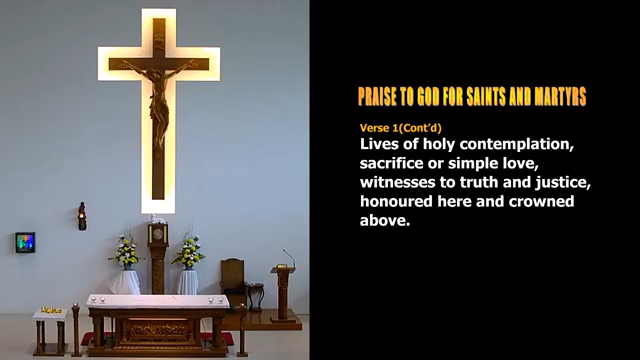 PRAISE TO GOD FOR SAINTS AND MARTYRS
Verse 1(Cont'd)
Lives of holy contemplation,
sacrifice or simple love,
witnesses to truth and justice,
honoured here and crowned
above.